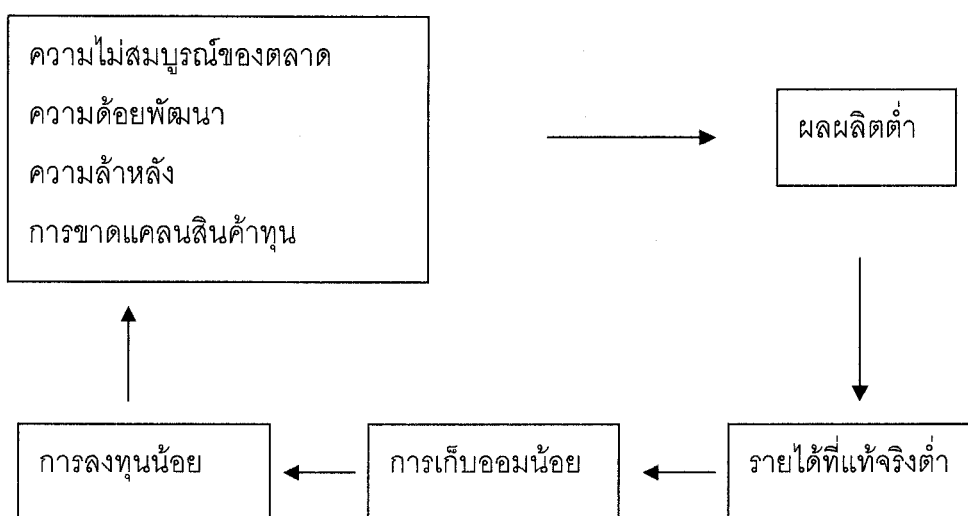 ความไม่สมบูรณ์ของตลาด
ความด้อยพัฒนา
ความล้าหลัง
การขาดแคลนสินค้าทุน
ผลผลิตต่ำ
รายได้ที่แท้จริงต่ำ
การเก็บออมน้อย
การลงทุนน้อย